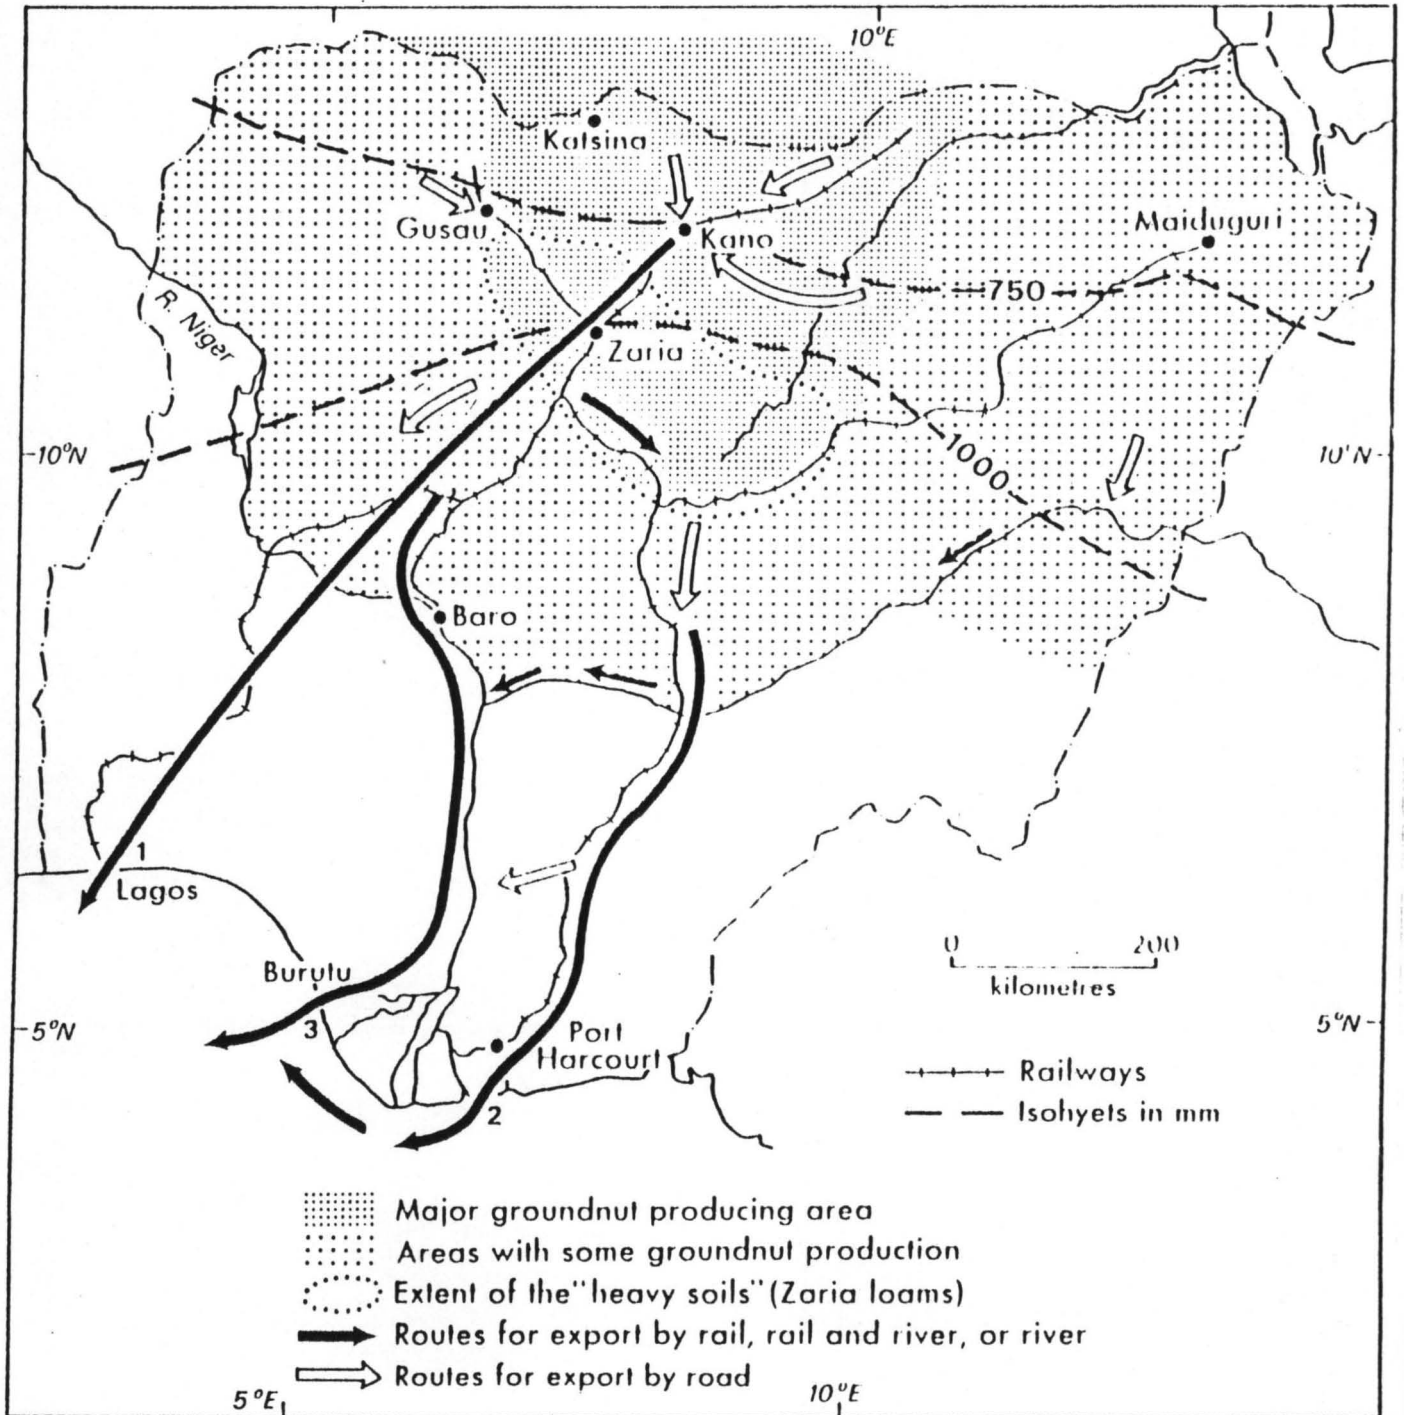 10°E
Katsina
Gusau
Kano
Maiduguri
750
R. Niger
Zaria
10°N
10'N
1000
Baro
1
Lagos
0 200
kilometres
Burutu
3
5°N
Port
Harcourt
5°N
2
Railways
Isohyets in mm
Major groundnut producing area
Areas with some groundnut production
Extent of the "heavy soils" (Zaria loams)
Routes for export by rail, rail and river, or river
Routes for export by road
5°E
10°E